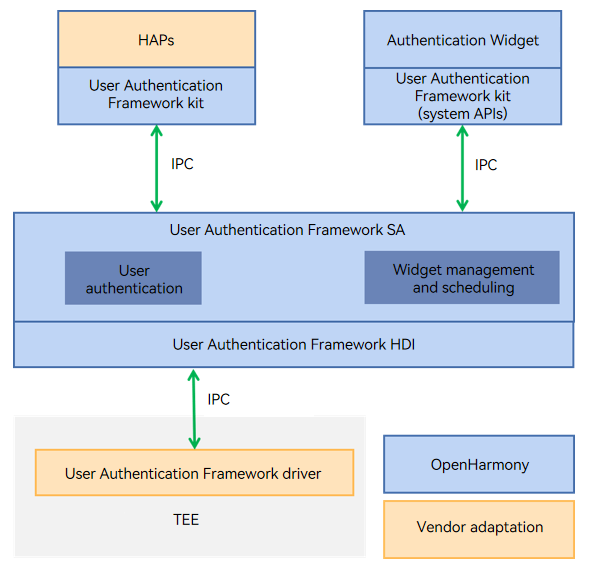 HAPs
User Authentication
Framework kit
Authentication Widget
User Authentication
Framework kit
(system APIs)
IPC
IPC
User Authentication Framework SA
User
authentication
Widget management
and scheduling
User Authentication Framework HDI
IPC
User Authentication Framework driver
TEE
OpenHarmony
Vendor adaptation